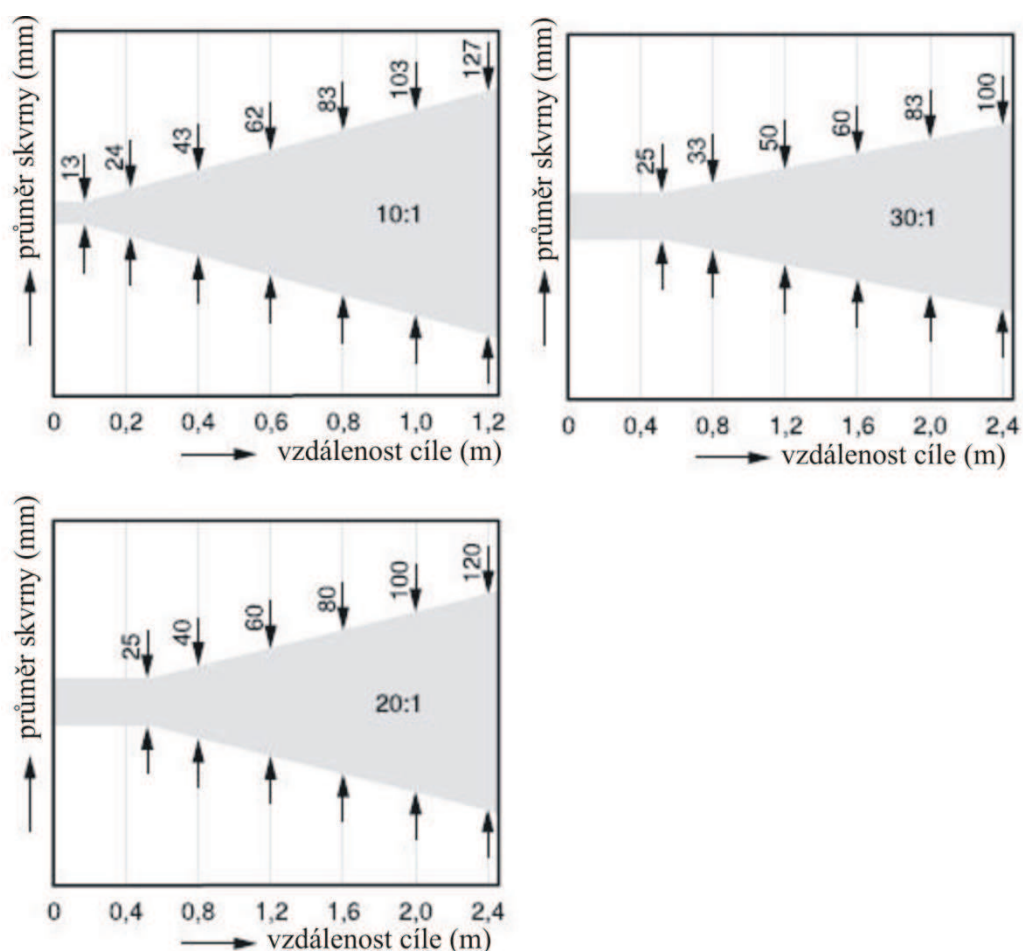 průměr skvrny (mm)
13 24 43 62 83 103 127
10:1
0 0,2 0,4 0,6 0,8 1,0 1,2
vzdálenost cíle (m)
průměr skvrny (mm)
25 33 50 60 83 100
30:1
0 0,4 0,8 1,2 1,6 2,0 2,4
vzdálenost cíle (m)
průměr skvrny (mm)
25 40 60 80 100 120
20:1
0 0,4 0,8 1,2 1,6 2,0 2,4
vzdálenost cíle (m)